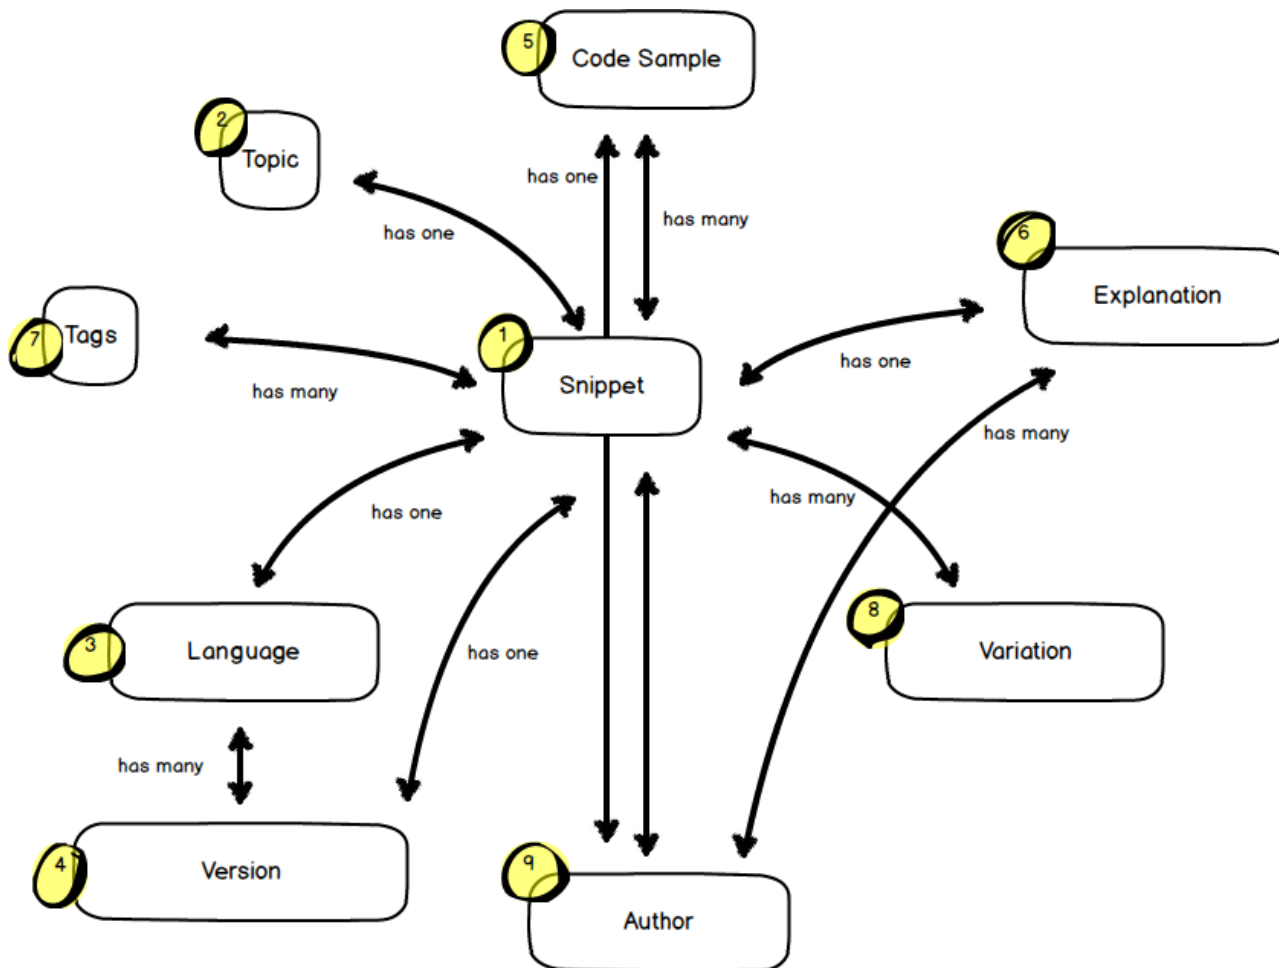 5
Code Sample
2
Topic
has one
has many
has one
6
Explanation
7
Tags
1
Snippet
has one
has many
has many
has many
has one
8
Variation
3
Language
has one
has many
4
Version
9
Author